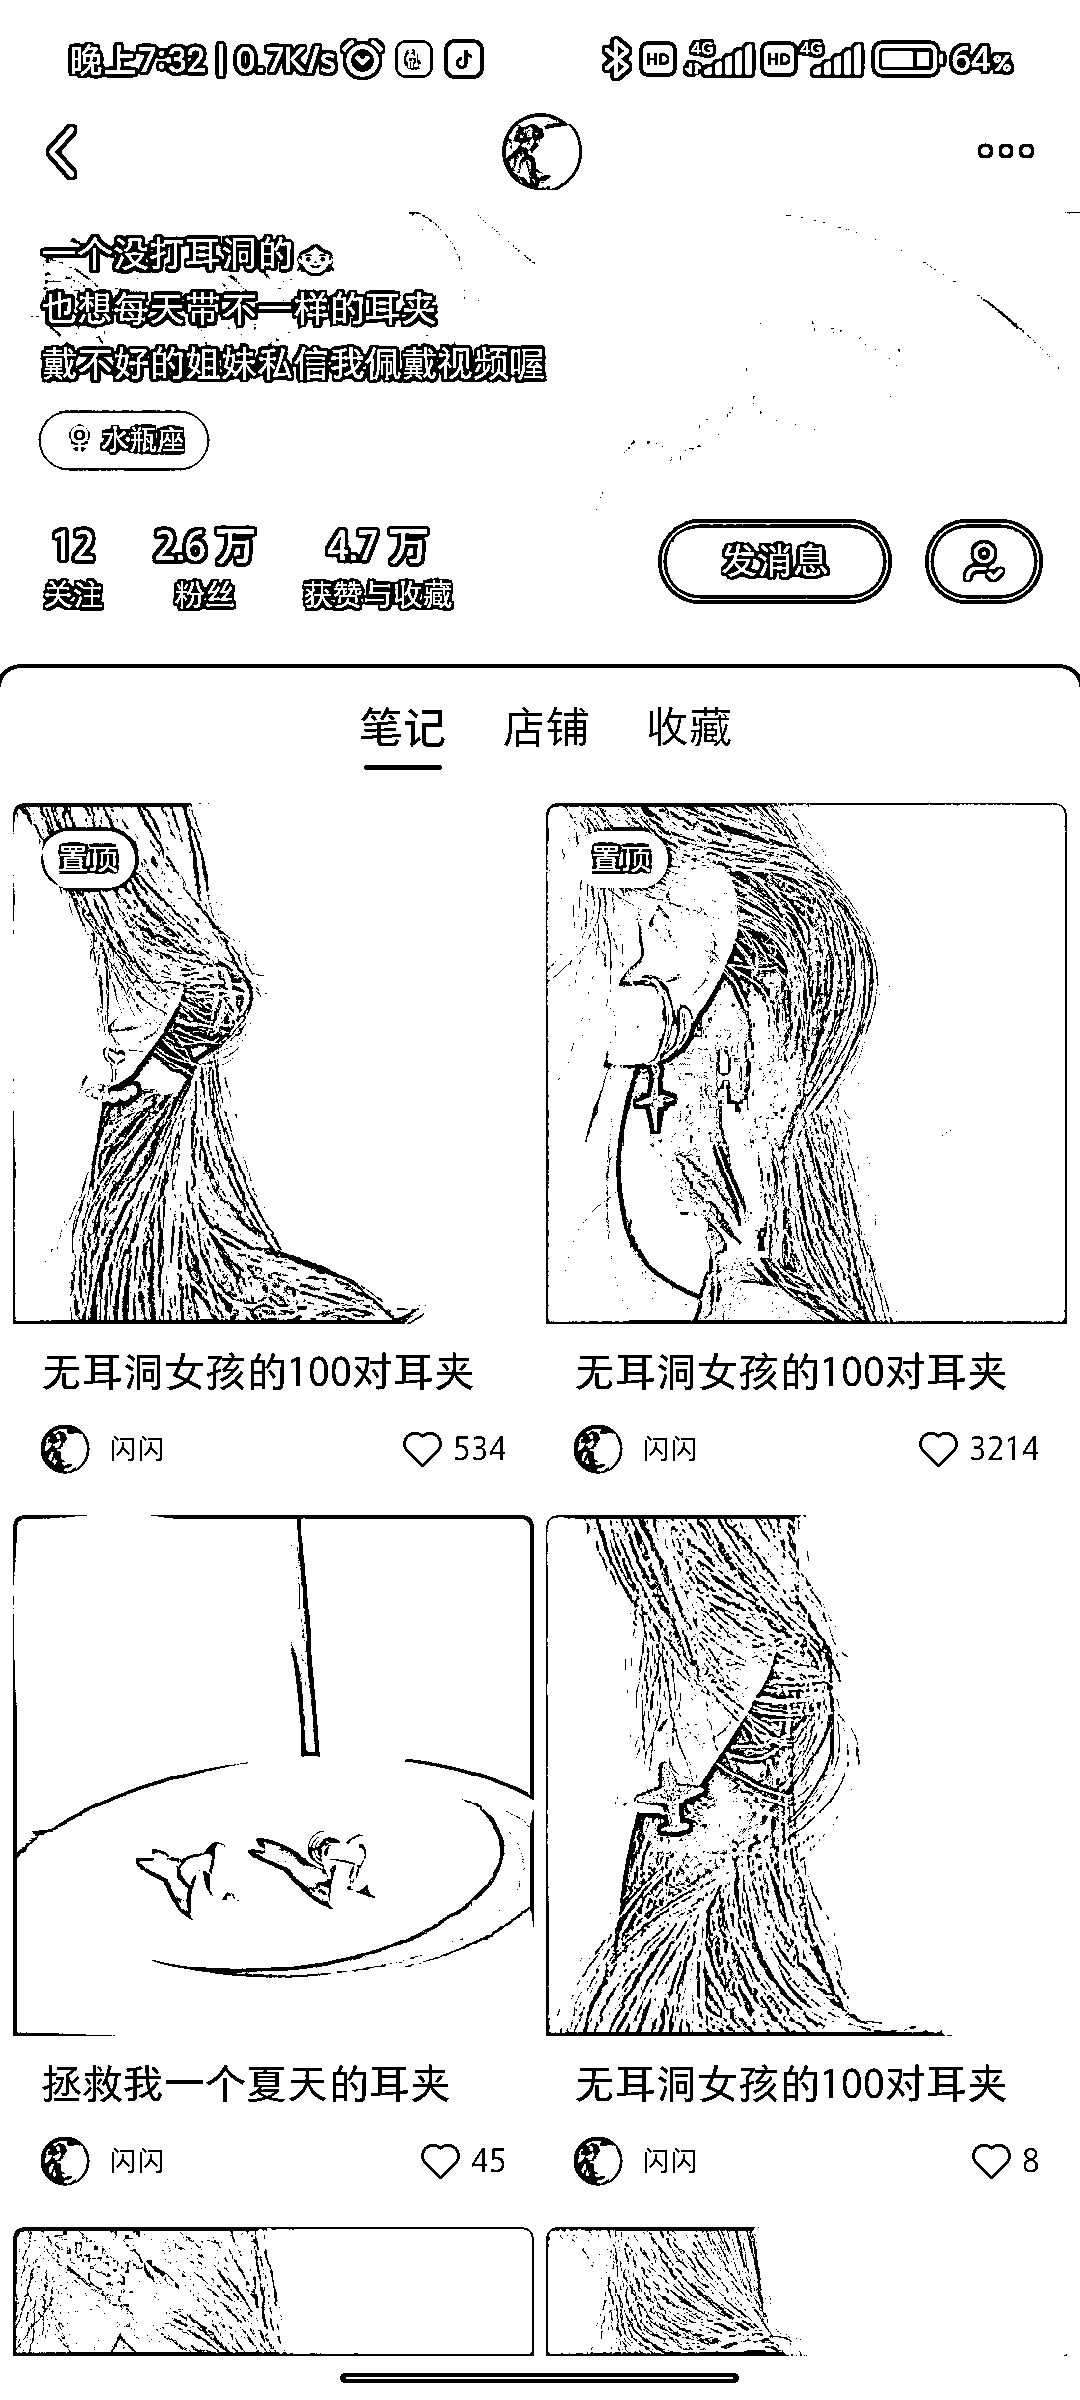 晚上7:32 | 0.7K/s HD 4G HD 4G 64%
一个没打耳洞的
也想每天带不一样的耳夹
戴不好的姐妹私信我佩戴视频喔
水瓶座
12 2.6万 4.7万
关注 粉丝 获赞与收藏 发消息
笔记 店铺 收藏
置顶 置顶
无耳洞女孩的100对耳夹 无耳洞女孩的100对耳夹
闪闪 534 闪闪 3214
拯救我一个夏天的耳夹 无耳洞女孩的100对耳夹
闪闪 45 闪闪 8